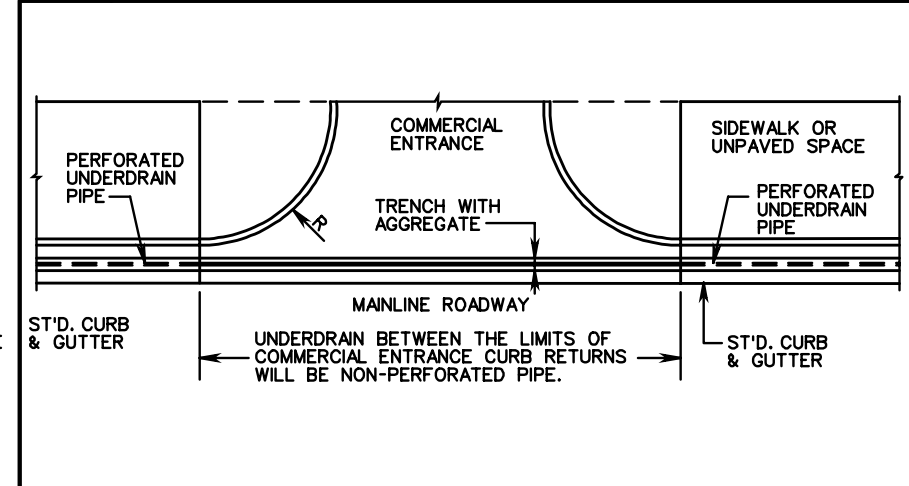 COMMERCIAL
ENTRANCE
SIDEWALK OR
UNPAVED SPACE
PERFORATED
UNDERDRAIN
PIPE
TRENCH WITH
AGGREGATE
R
PERFORATED
UNDERDRAIN
PIPE
MAINLINE ROADWAY
ST'D. CURB
& GUTTER
UNDERDRAIN BETWEEN THE LIMITS OF
COMMERCIAL ENTRANCE CURB RETURNS
WILL BE NON-PERFORATED PIPE.
ST'D. CURB
& GUTTER
E